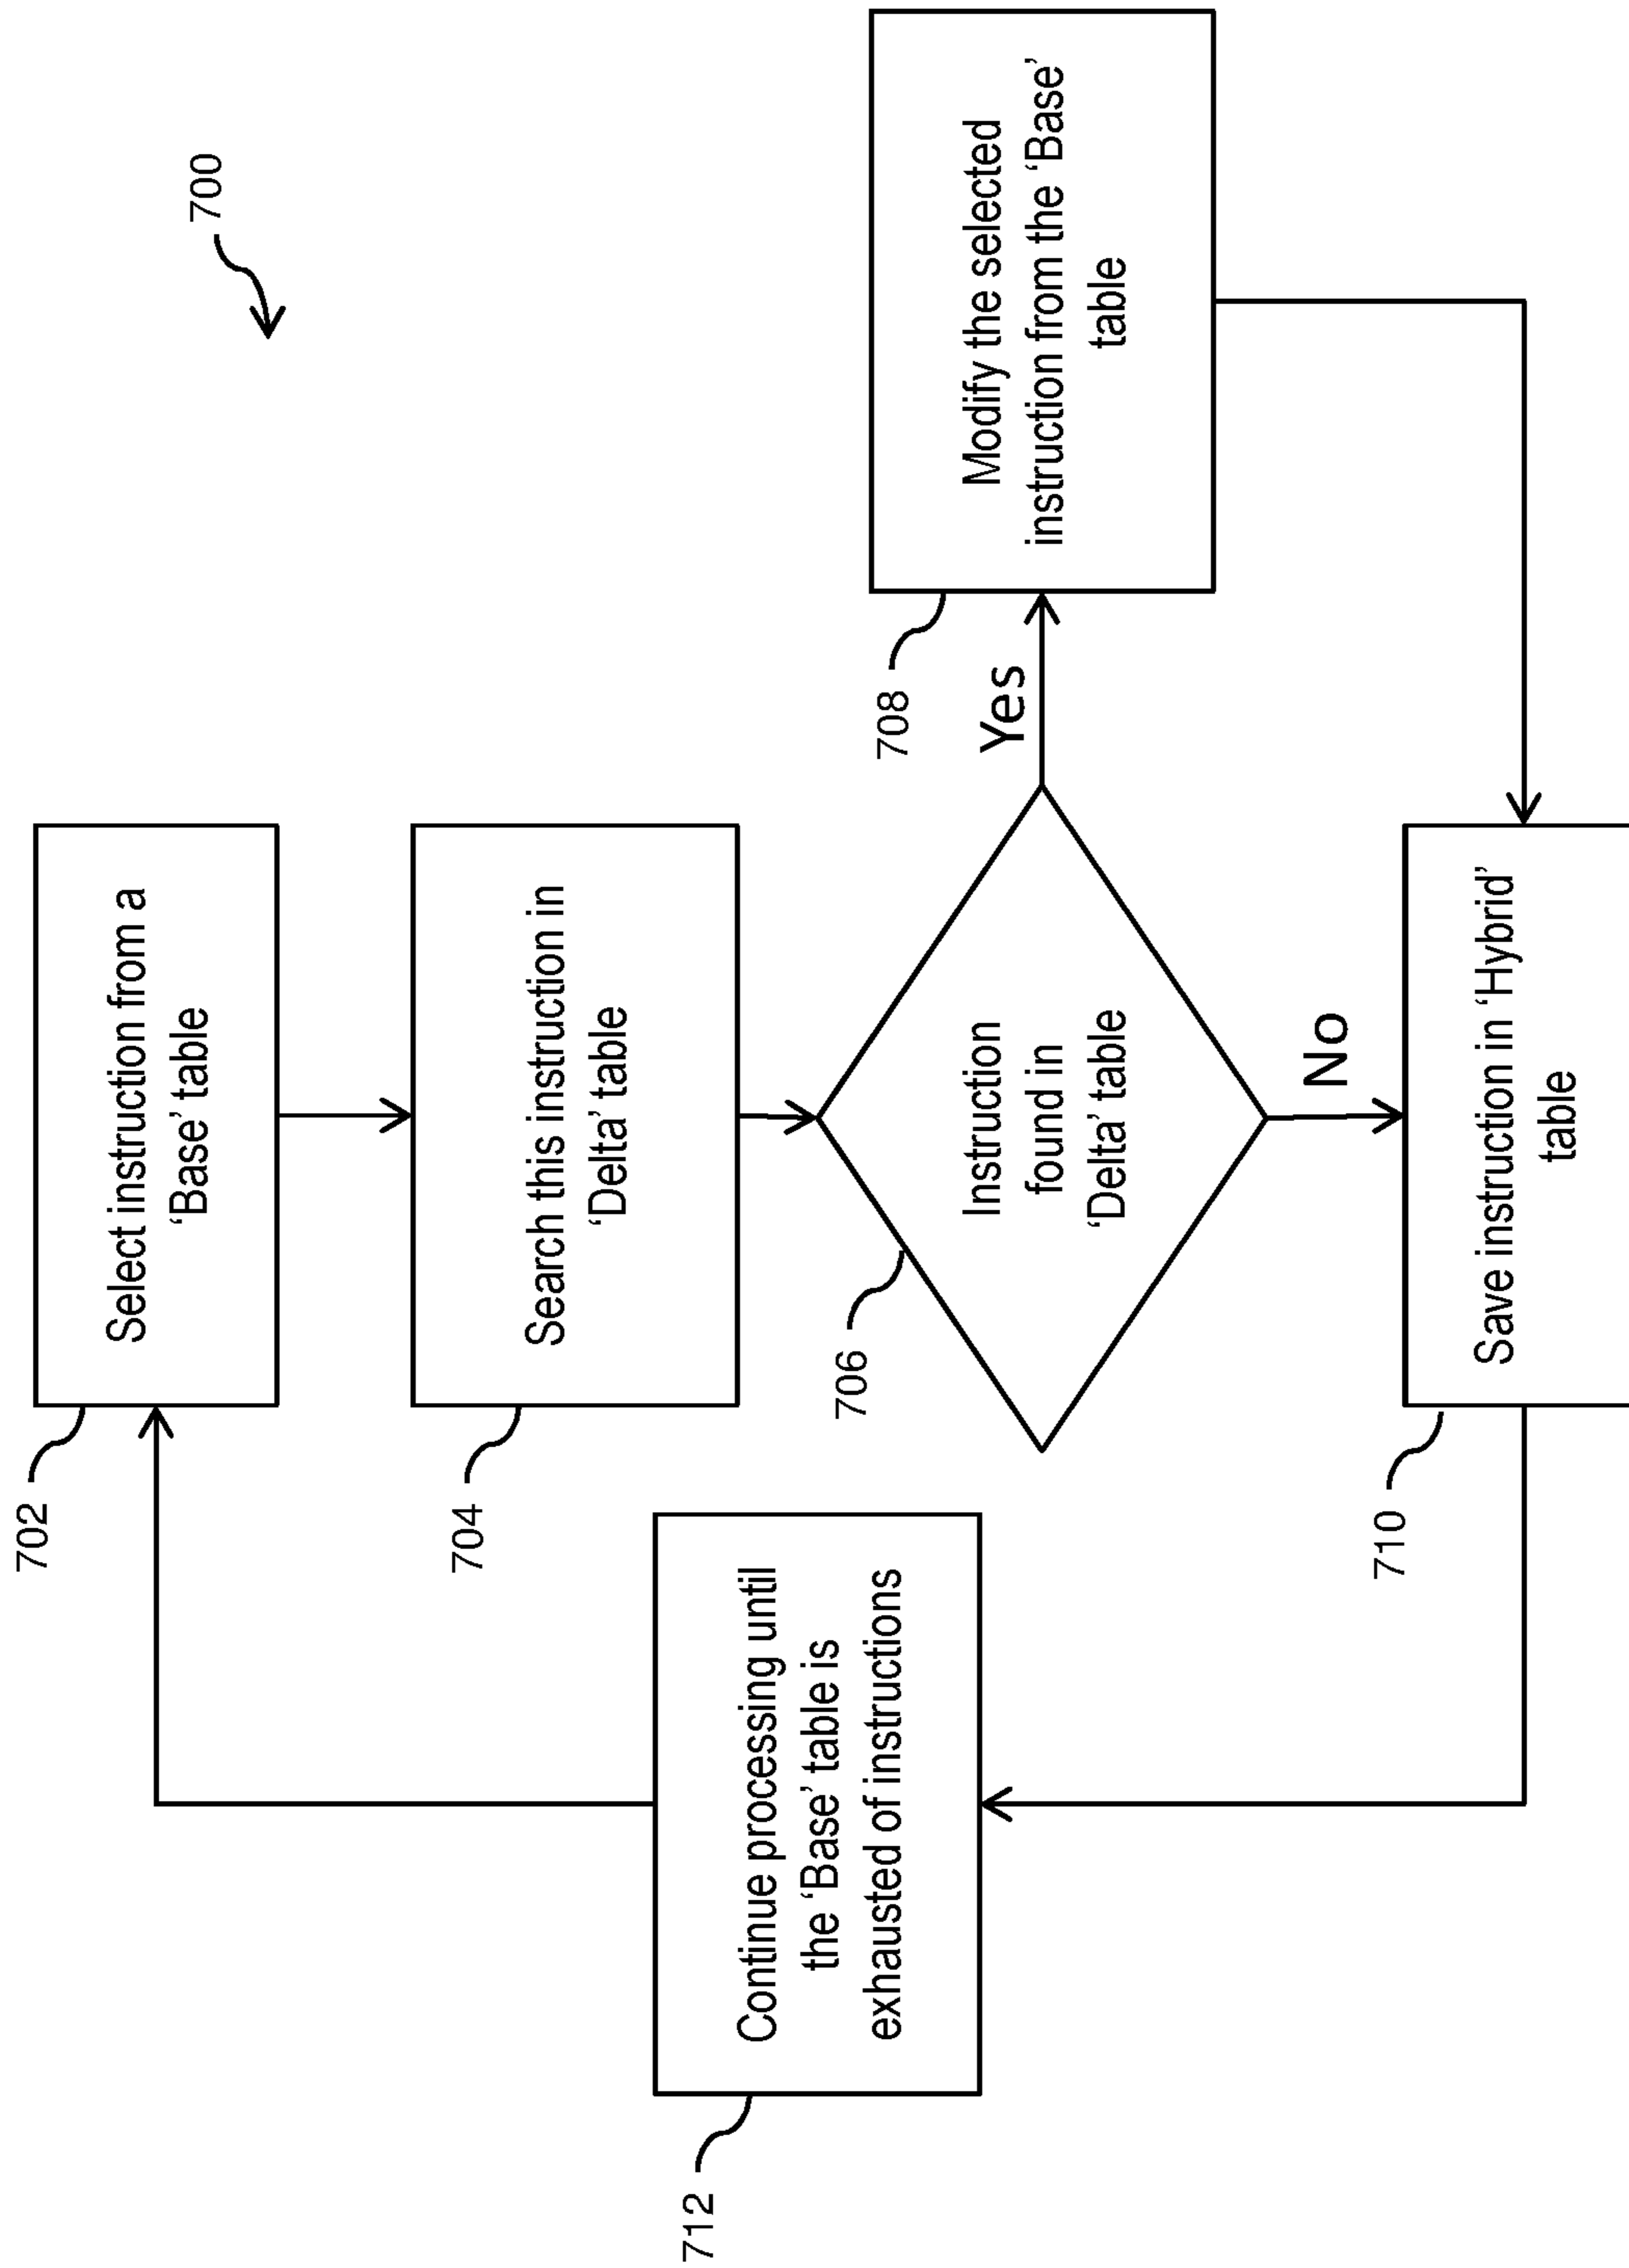 700
702
Select instruction from a
‘Base’ table
704
Search this instruction in
‘Delta’ table
712
Continue processing until
the ‘Base’ table is
exhausted of instructions
706
Instruction
found in
‘Delta’ table
Yes
708
Modify the selected
instruction from the ‘Base’
table
No
710
Save instruction in ‘Hybrid’
table